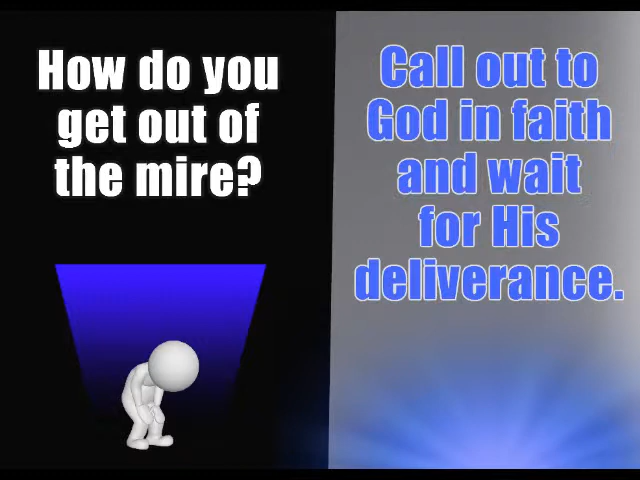 How do you
get out of
the mire?
Call out to
God in faith
and wait
for His
deliverance.